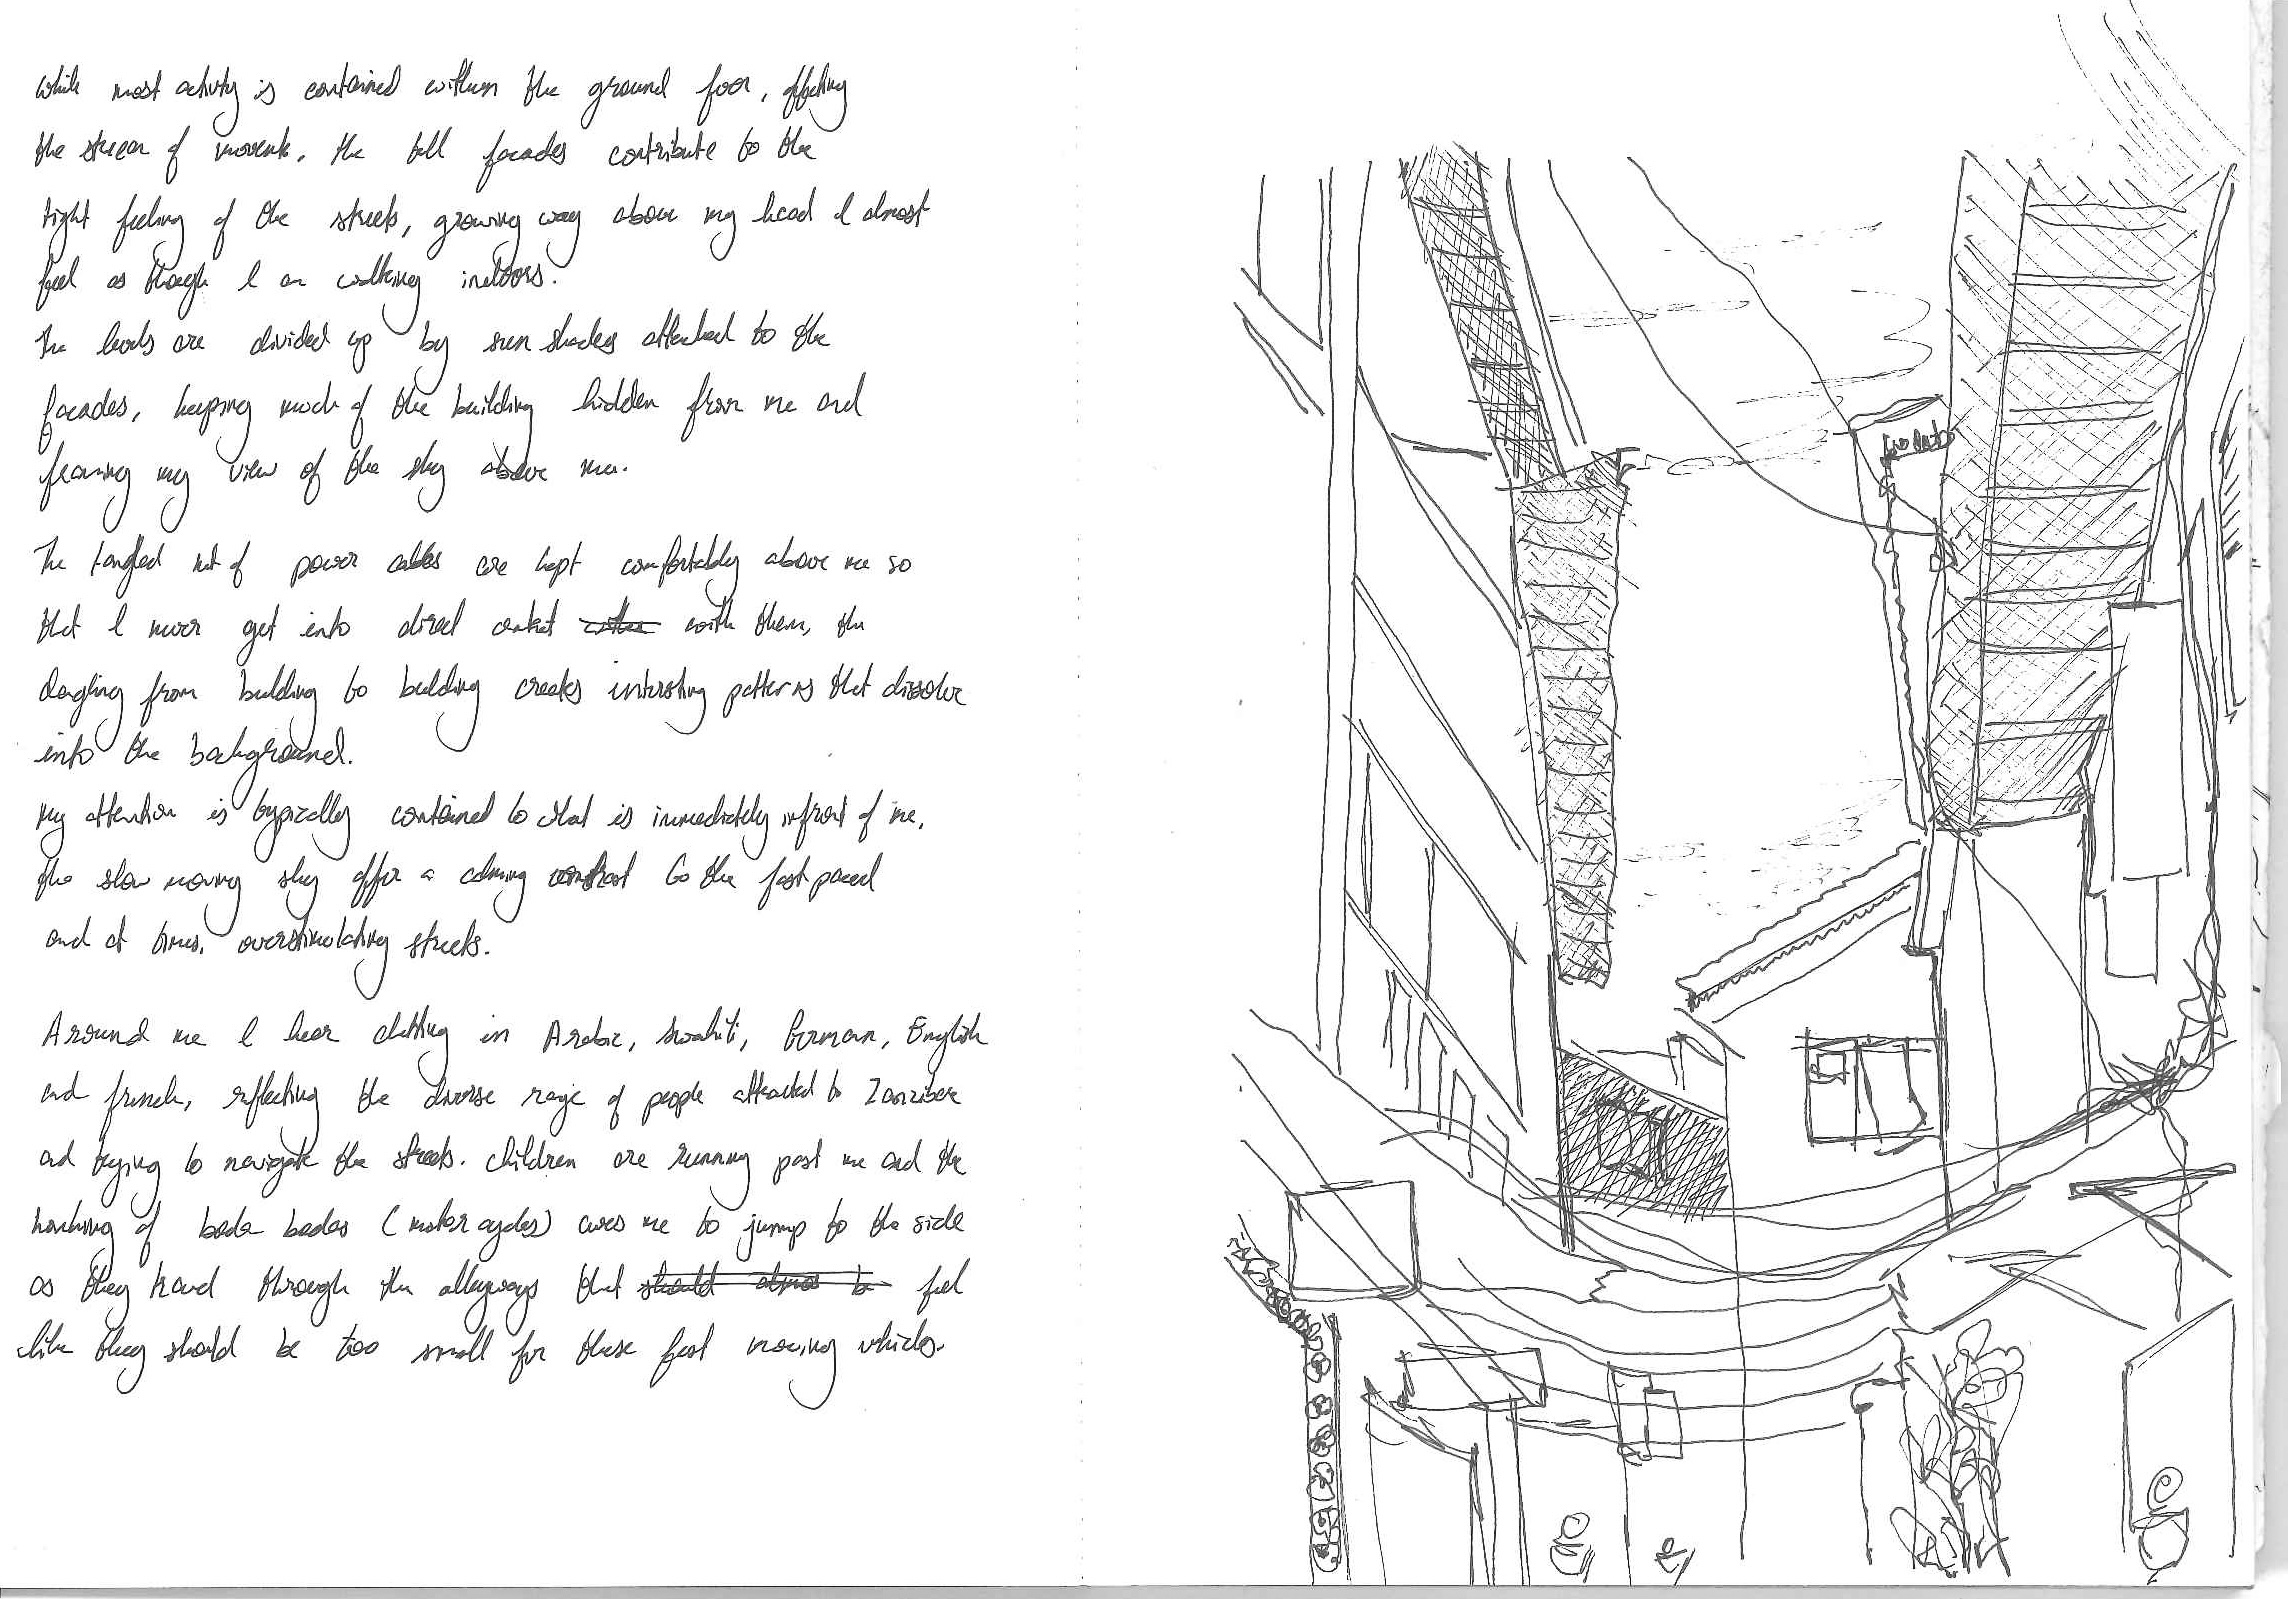 While most activity is contained within the ground foor, affecting
the stream of movents. the tall facades contribute to the
tight feeling of the streets, growing way above my head I almost
feel as though I am walking indoors.
The levels are divided up by sun shades attached to the
facades, keeping much of the building hidden from me and
framing my view of the sky above me.
The tangled net of power cables are kept comfortably above me so
that I never get into direct contact with them, the
dangling from building to building creates intersting patterns that dissolve
into the background.
my attention is typically contained to what is immediately infront of me,
the slow moving sky offer a calming contrast to the fast paced
and at times. overstimulating streets.
Around me I hear chatting in Arabic, Swahili, German, English
and french, reflecting the diverse range of people attracted to Zanzibar
and trying to navigate the streets. children are running past me and the
honking of boda bodas (motorcycles) cues me to jump to the side
as they travel through the alleyways that should almos be feel
like they should be too small for these fast moving vhicles.